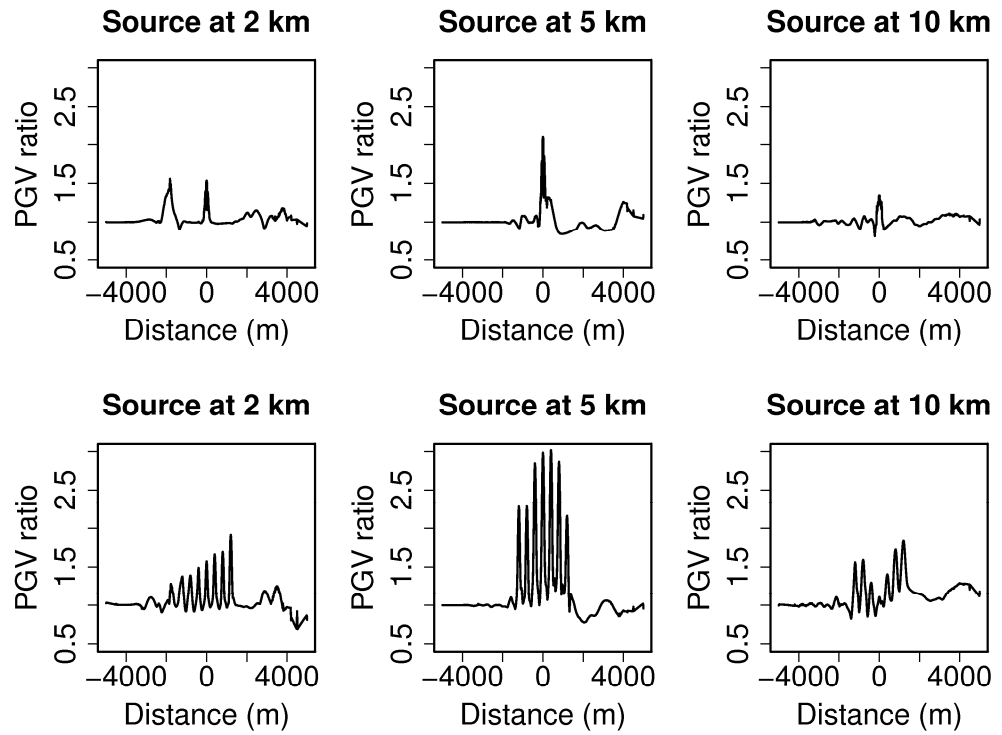 Source at 2 km
Source at 5 km
Source at 10 km
PGV ratio
0.5 1.5 2.5
−4000 0 4000
Distance (m)
PGV ratio
0.5 1.5 2.5
−4000 0 4000
Distance (m)
PGV ratio
0.5 1.5 2.5
−4000 0 4000
Distance (m)
Source at 2 km
Source at 5 km
Source at 10 km
PGV ratio
0.5 1.5 2.5
−4000 0 4000
Distance (m)
PGV ratio
0.5 1.5 2.5
−4000 0 4000
Distance (m)
PGV ratio
0.5 1.5 2.5
−4000 0 4000
Distance (m)